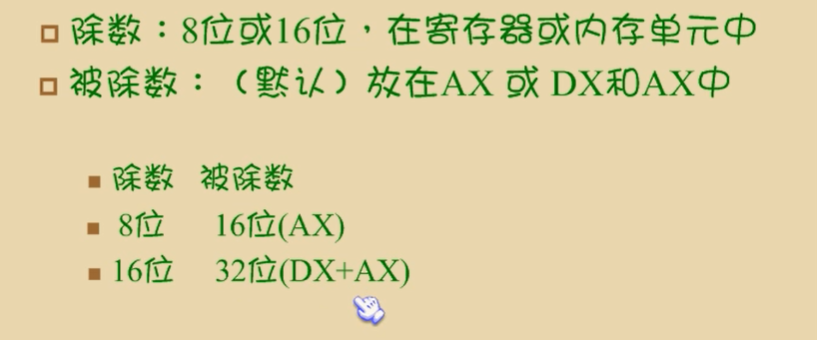 除数：8位或16位，在寄存器或内存单元中
被除数：（默认）放在AX 或 DX和AX中
除数 被除数
8位 16位(AX)
16位 32位(DX+AX)